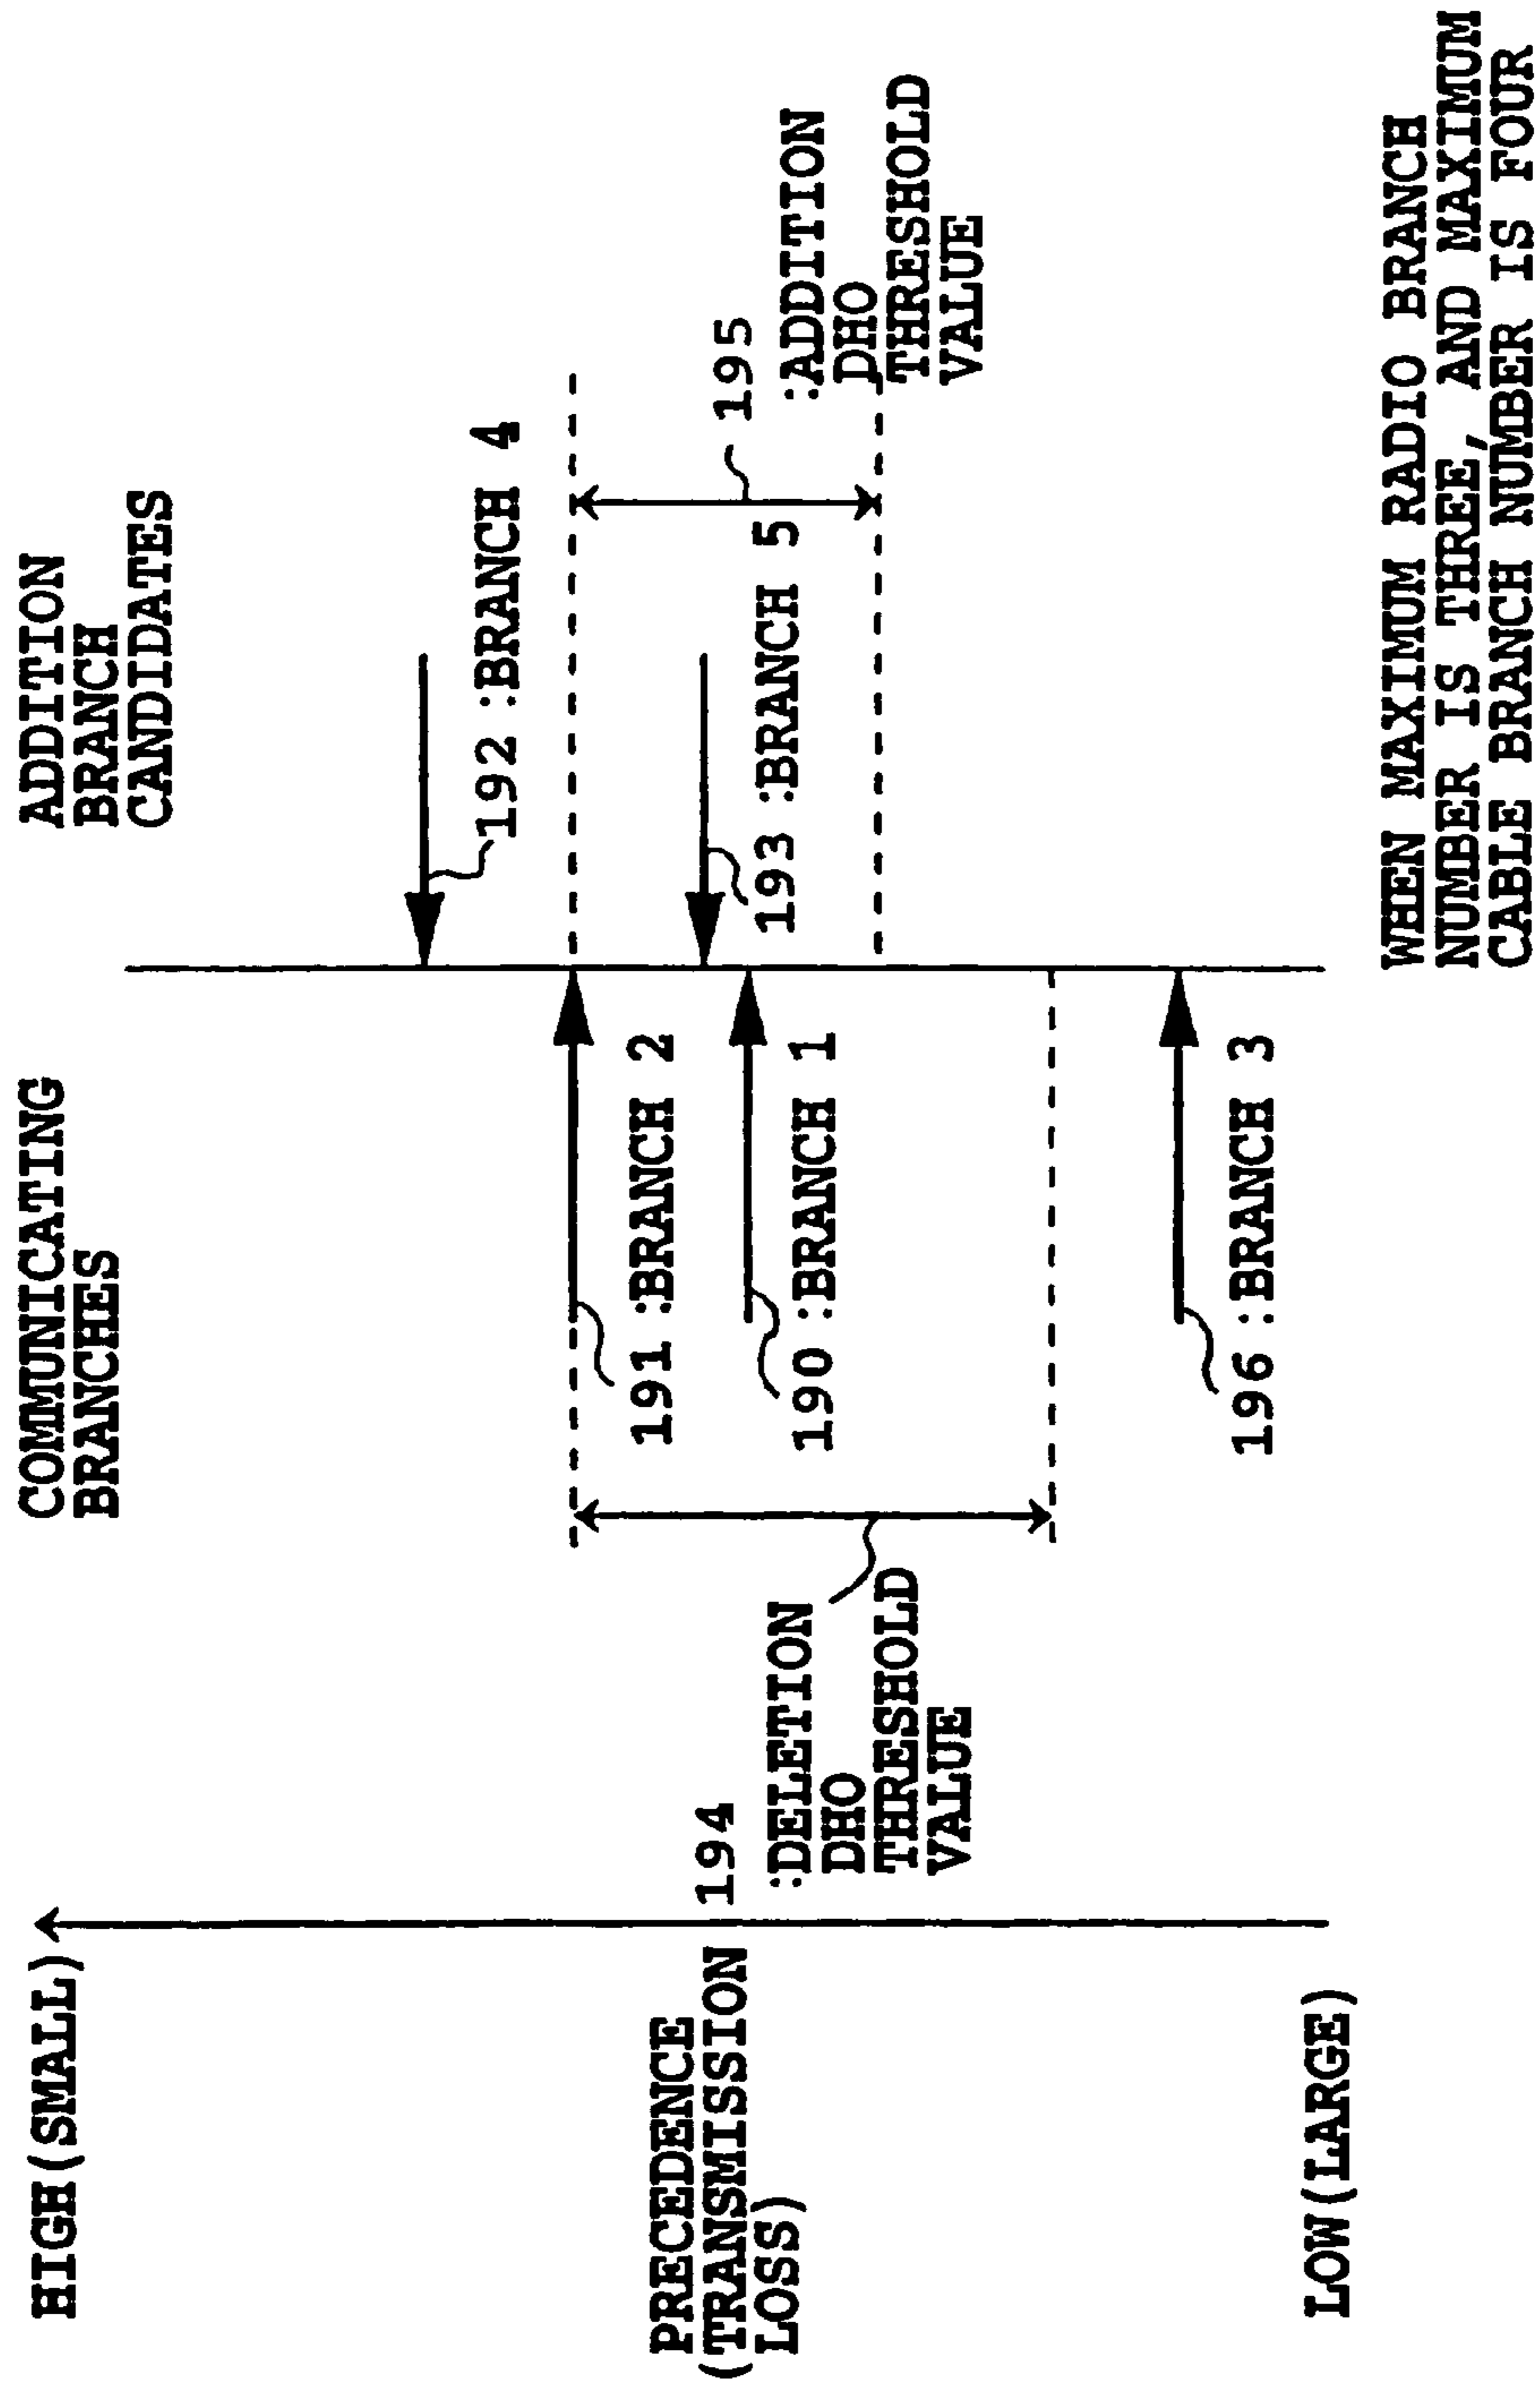 COMMUNICATING
BRANCHES
ADDITION
BRANCH
CANDIDATES
HIGH(SMALL)
PRECEDENCE
(TRANSMISSION
LOSS)
LOW(LARGE)
194
:DELETION
DHO
THRESHOLD
VALUE
191:BRANCH 2
190:BRANCH 1
196:BRANCH 3
192:BRANCH 4
193:BRANCH 5
195
:ADDITION
DHO
THRESHOLD
VALUE
WHEN MAXIMUM RADIO BRANCH
NUMBER IS THREE, AND MAXIMUM
CABLE BRANCH NUMBER IS FOUR